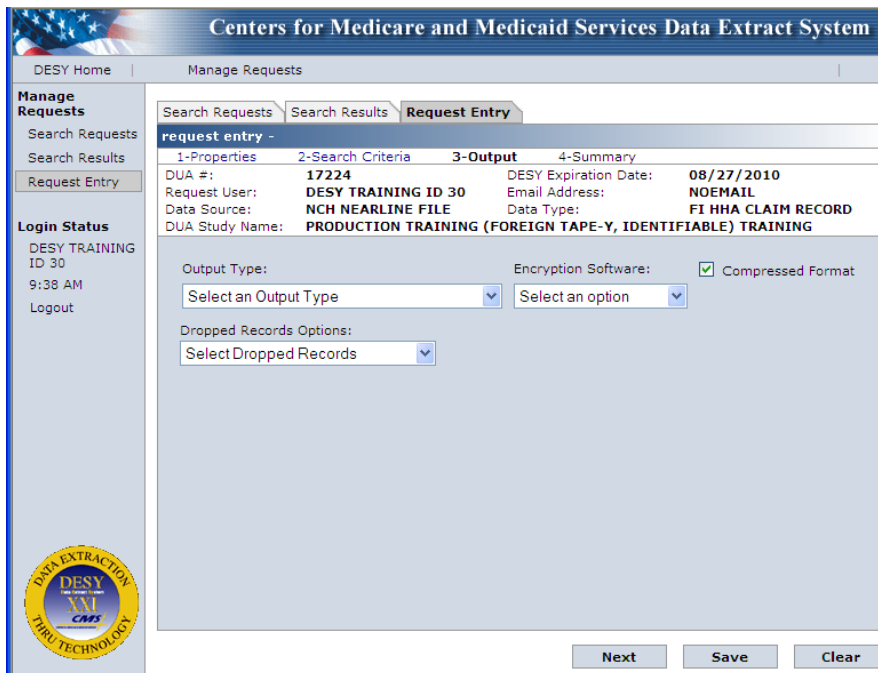 Centers for Medicare and Medicaid Services Data Extract System
DESY Home | Manage Requests |
Manage
Requests
Search Requests
Search Results
Request Entry
Login Status
DESY TRAINING
ID 30
9:38 AM
Logout
Search Requests Search Results Request Entry
request entry -
1-Properties 2-Search Criteria 3-Output 4-Summary
DUA #: 17224 DESY Expiration Date: 08/27/2010
Request User: DESY TRAINING ID 30 Email Address: NOEMAIL
Data Source: NCH NEARLINE FILE Data Type: FI HHA CLAIM RECORD
DUA Study Name: PRODUCTION TRAINING (FOREIGN TAPE-Y, IDENTIFIABLE) TRAINING
Output Type: Encryption Software: Compressed Format
Select an Output Type Select an option
Dropped Records Options:
Select Dropped Records
DATA EXTRACTION
DESY
Data Extract System
XXI
CMS
THRU TECHNOLOGY
Next Save Clear